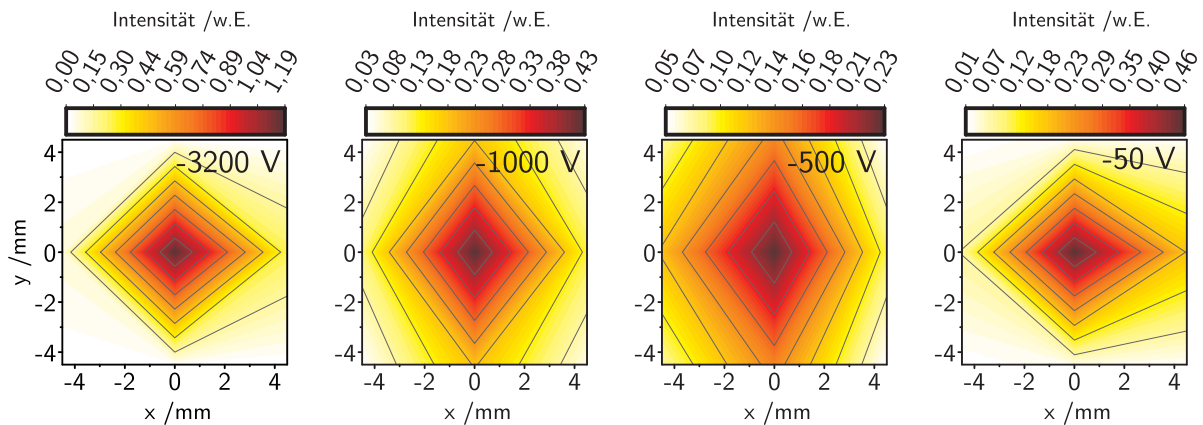 Intensität /w.E. Intensität /w.E. Intensität /w.E. Intensität /w.E.
0,00 0,15 0,30 0,44 0,59 0,74 0,89 1,04 1,19 0,03 0,08 0,13 0,18 0,23 0,28 0,33 0,38 0,43 0,05 0,07 0,10 0,12 0,14 0,16 0,18 0,21 0,23 0,01 0,07 0,12 0,18 0,23 0,29 0,35 0,40 0,46
-3200 V -1000 V -500 V -50 V
y /mm
4 4 4 4
2 2 2 2
0 0 0 0
-2 -2 -2 -2
-4 -4 -4 -4
-4 -2 0 2 4 -4 -2 0 2 4 -4 -2 0 2 4 -4 -2 0 2 4
x /mm x /mm x /mm x /mm